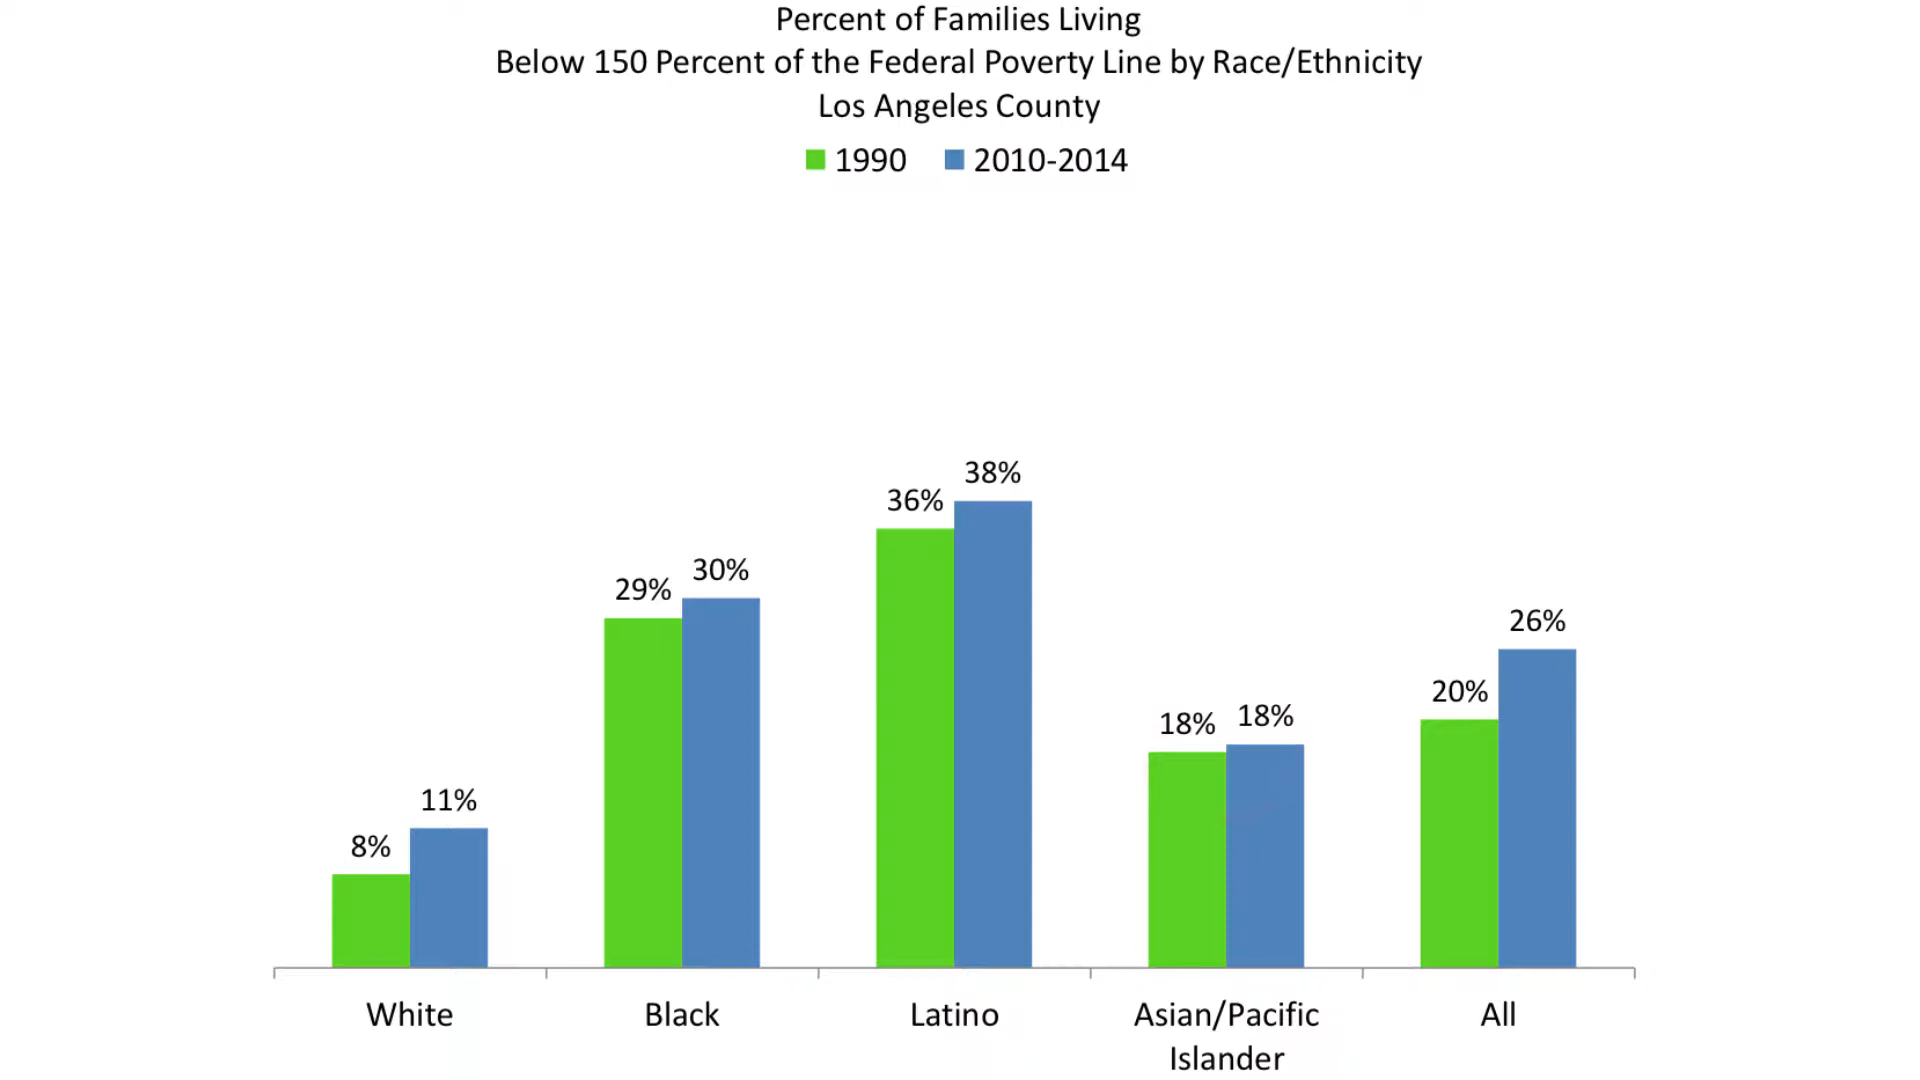 Percent of Families Living
Below 150 Percent of the Federal Poverty Line by Race/Ethnicity
Los Angeles County
1990 2010-2014
38%
36%
30%
29%
26%
20%
18% 18%
11%
8%
White Black Latino Asian/Pacific All
Islander